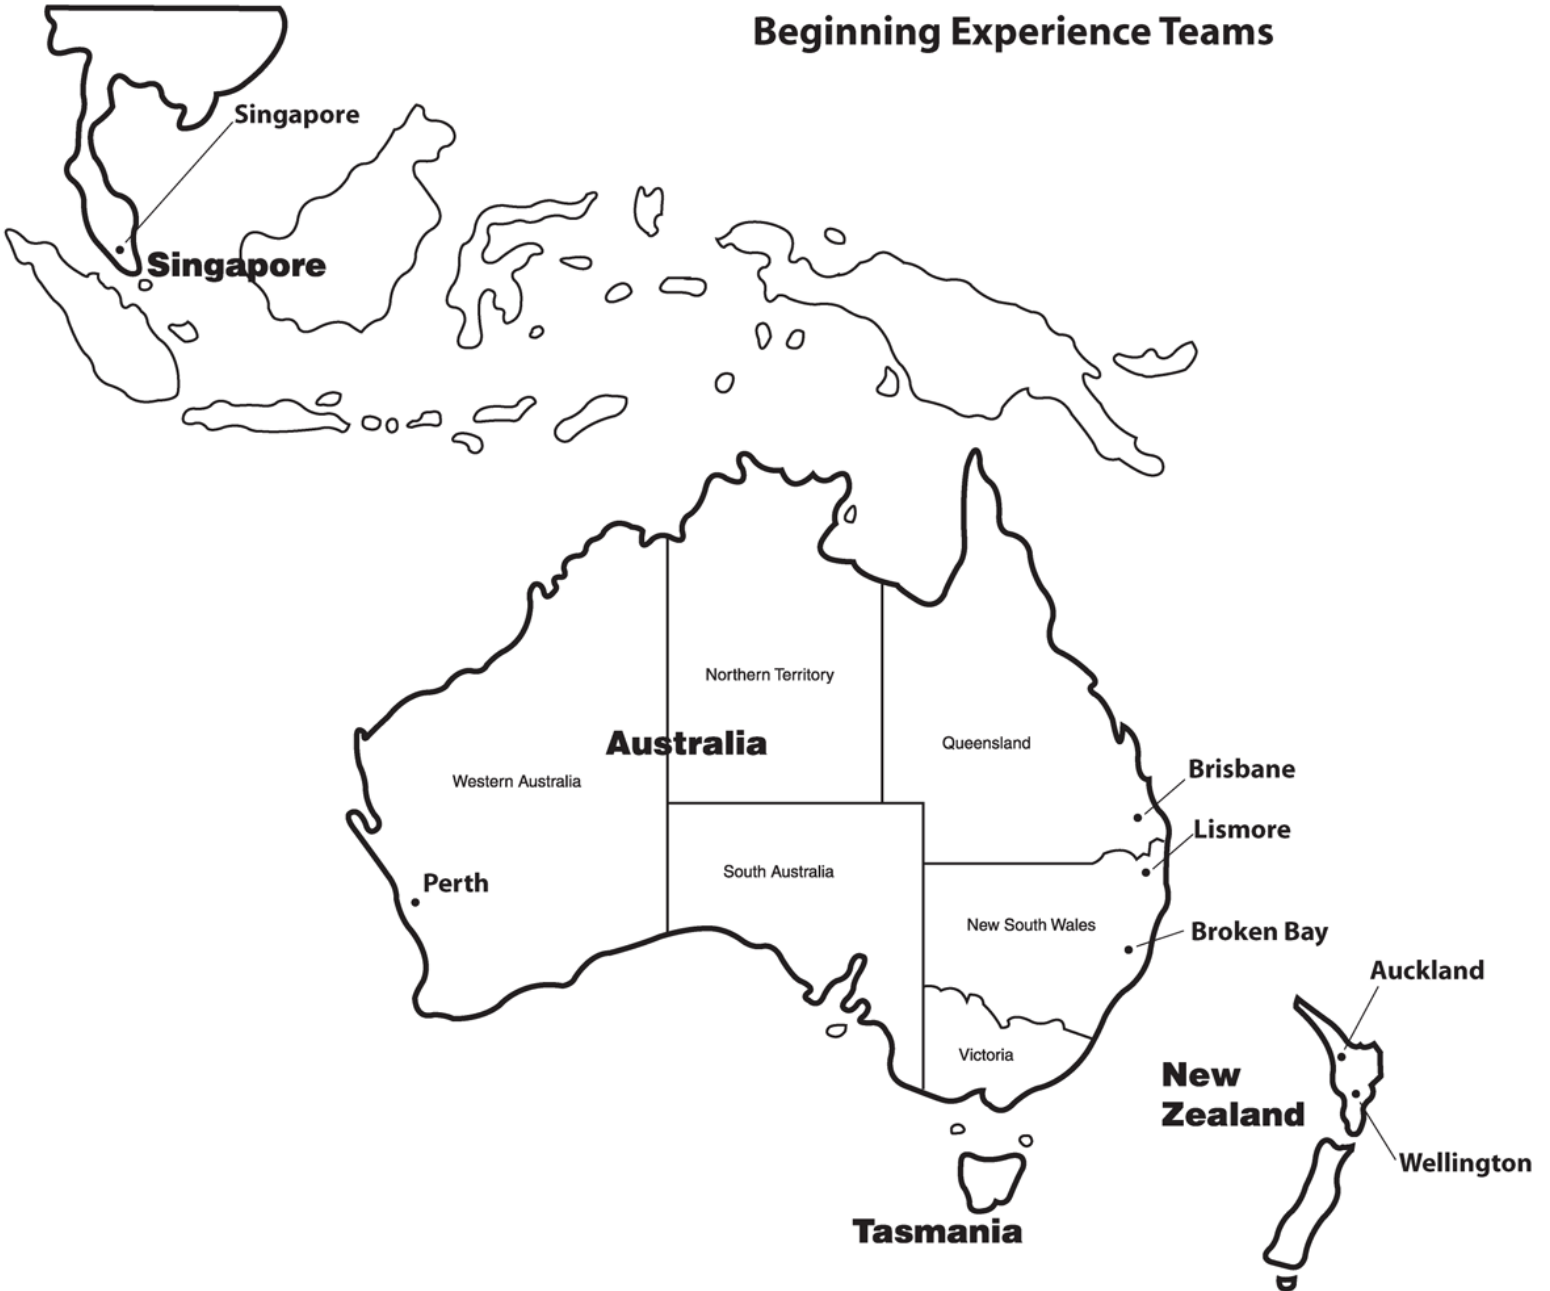 Beginning Experience Teams
Singapore
Singapore
Northern Territory
Australia
Queensland
Western Australia
Brisbane
Lismore
South Australia
Perth
New South Wales
Broken Bay
Auckland
Victoria
New
Zealand
Wellington
Tasmania